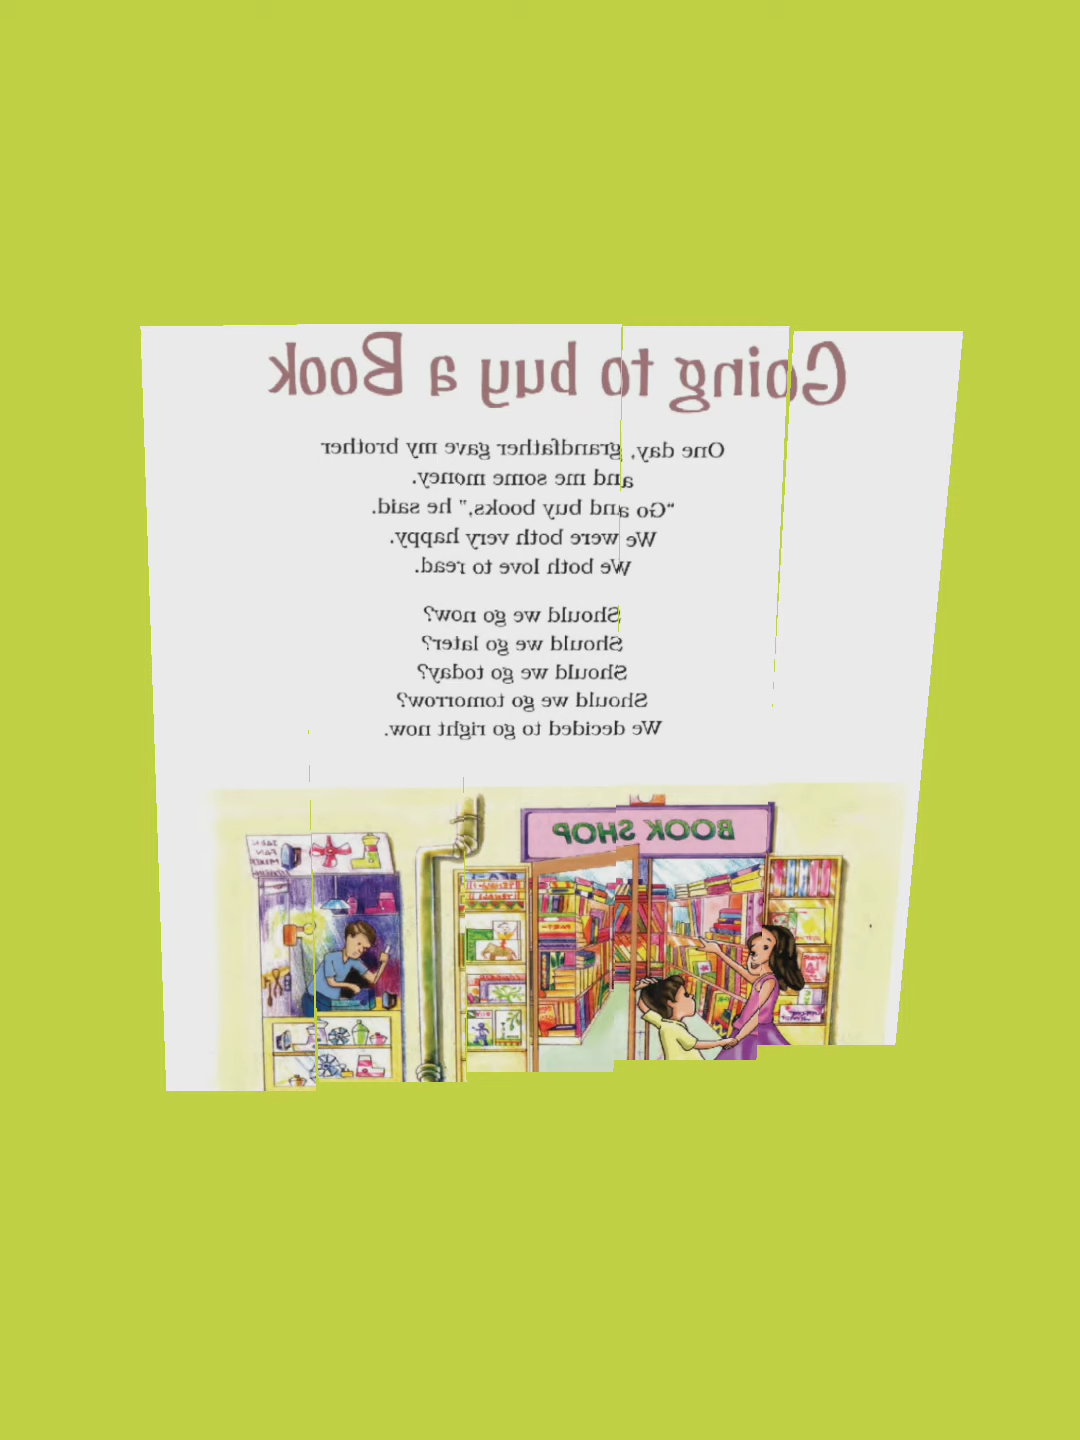 Going to buy a Book
One day, grandfather gave my brother
and me some money.
"Go and buy books," he said.
We were both very happy.
We both love to read.
Should we now go?
Should we go later?
Should we go today?
Should we go tomorrow?
We decided to go right now.
BOOK SHOP